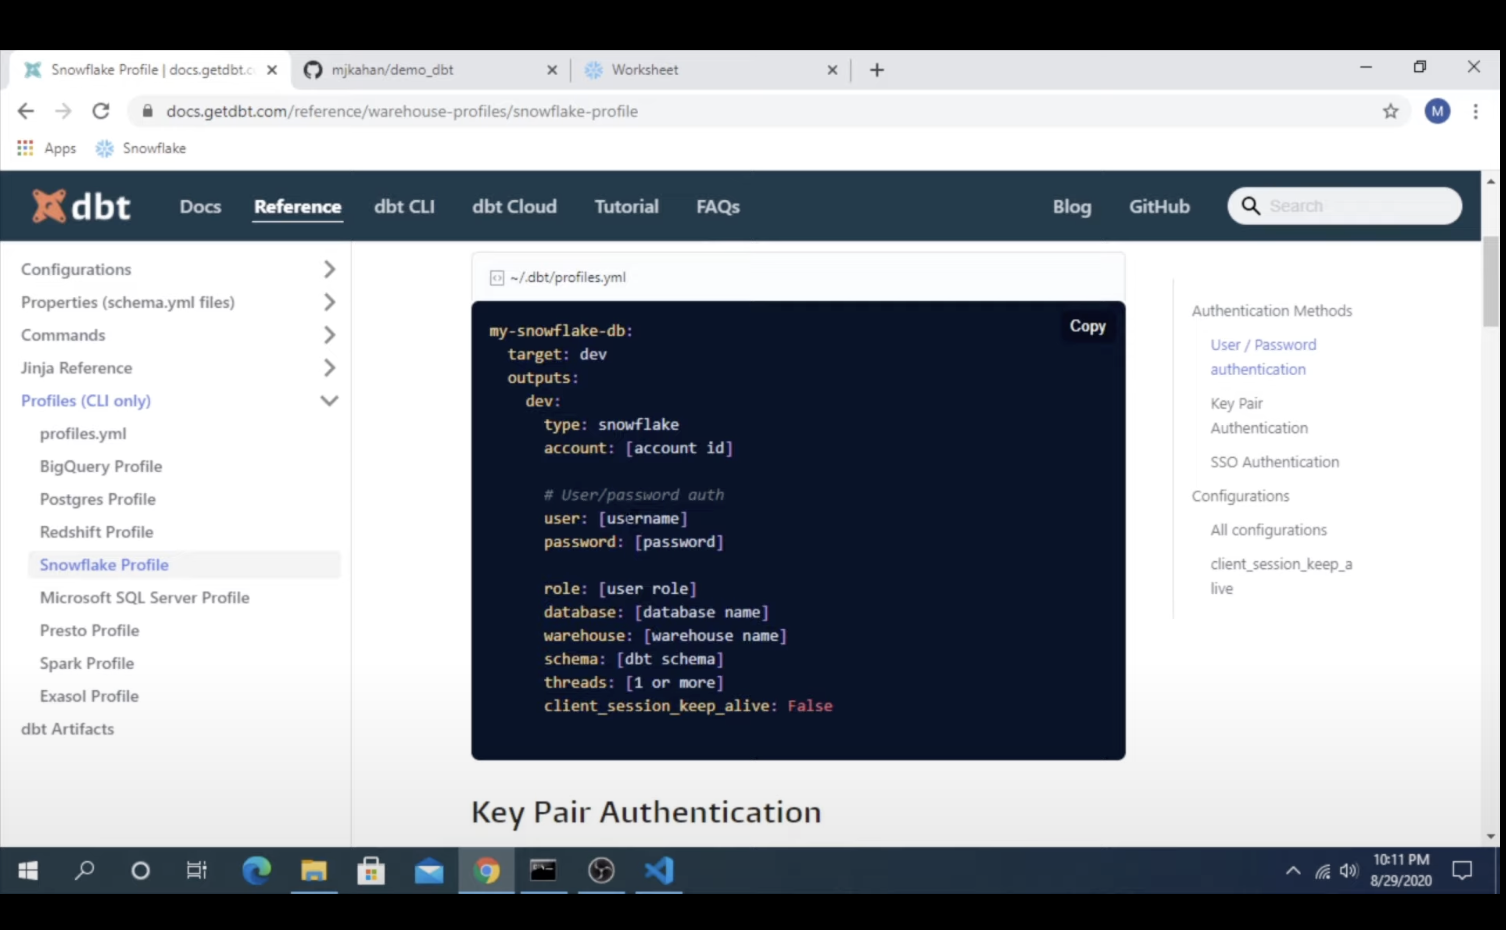 Snowflake Profile | docs.getdbt.c
mjkahan/demo_dbt
Worksheet
docs.getdbt.com/reference/warehouse-profiles/snowflake-profile
M
Apps
Snowflake
dbt
Docs
Reference
dbt CLI
dbt Cloud
Tutorial
FAQs
Blog
GitHub
Search
Configurations
Properties (schema.yml files)
Commands
Jinja Reference
Profiles (CLI only)
profiles.yml
BigQuery Profile
Postgres Profile
Redshift Profile
Snowflake Profile
Microsoft SQL Server Profile
Presto Profile
Spark Profile
Exasol Profile
dbt Artifacts
~/.dbt/profiles.yml
Copy
my-snowflake-db:
target: dev
outputs:
dev:
type: snowflake
account: [account id]
# User/password auth
user: [username]
password: [password]
role: [user role]
database: [database name]
warehouse: [warehouse name]
schema: [dbt schema]
threads: [1 or more]
client_session_keep_alive: False
Key Pair Authentication
Authentication Methods
User / Password
authentication
Key Pair
Authentication
SSO Authentication
Configurations
All configurations
client_session_keep_a
live
10:11 PM
8/29/2020